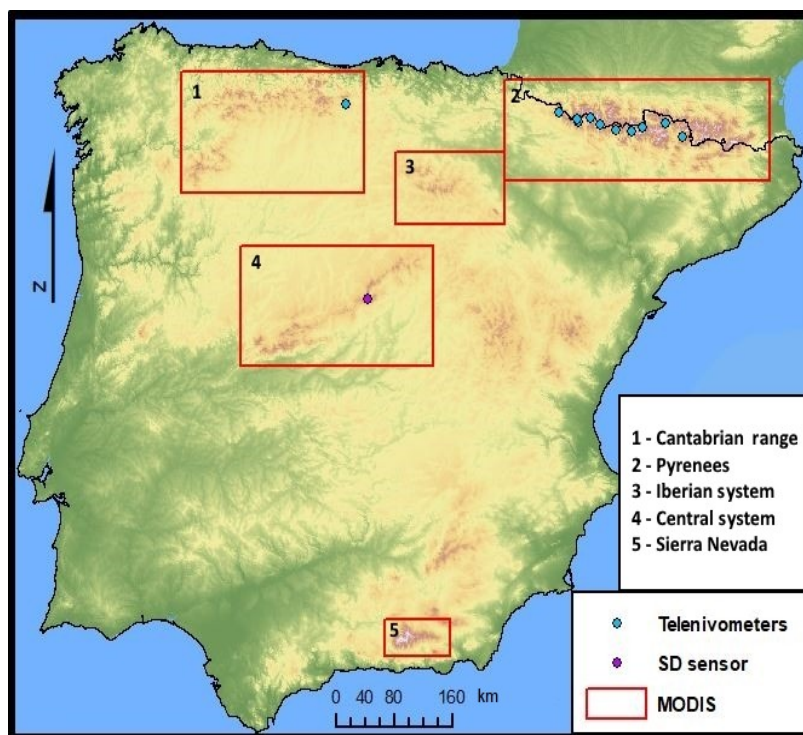 1
2
3
4
5
N
1 - Cantabrian range
2 - Pyrenees
3 - Iberian system
4 - Central system
5 - Sierra Nevada
Telenivometers
SD sensor
MODIS
0 40 80 160 km